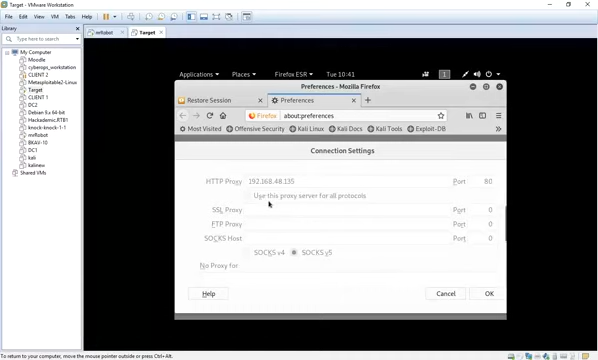 Target - VMware Workstation
File Edit View VM Tabs Help
Library
Type here to search
mrRobot
Target
My Computer
Moodle
cyberops_workstation
CLIENT 2
Metasploitable2-Linux
Target
CLIENT 1
DC2
Debian 9.x 64-bit
Hackademic.RTB1
knock-knock-1-1
mrRobot
BKAV-10
DC1
kali
kalinew
Shared VMs
Applications Places Firefox ESR Tue 10:41 1
Preferences - Mozilla Firefox
Restore Session
Preferences
Firefox about:preferences
Most Visited Offensive Security Kali Linux Kali Docs Kali Tools Exploit-DB
Connection Settings
HTTP Proxy 192.168.48.135 Port 80
Use this proxy server for all protocols
SSL Proxy Port 0
FTP Proxy Port 0
SOCKS Host Port 0
SOCKS v4 SOCKS v5
No Proxy for
Help Cancel OK
To return to your computer, move the mouse pointer outside or press Ctrl+Alt.